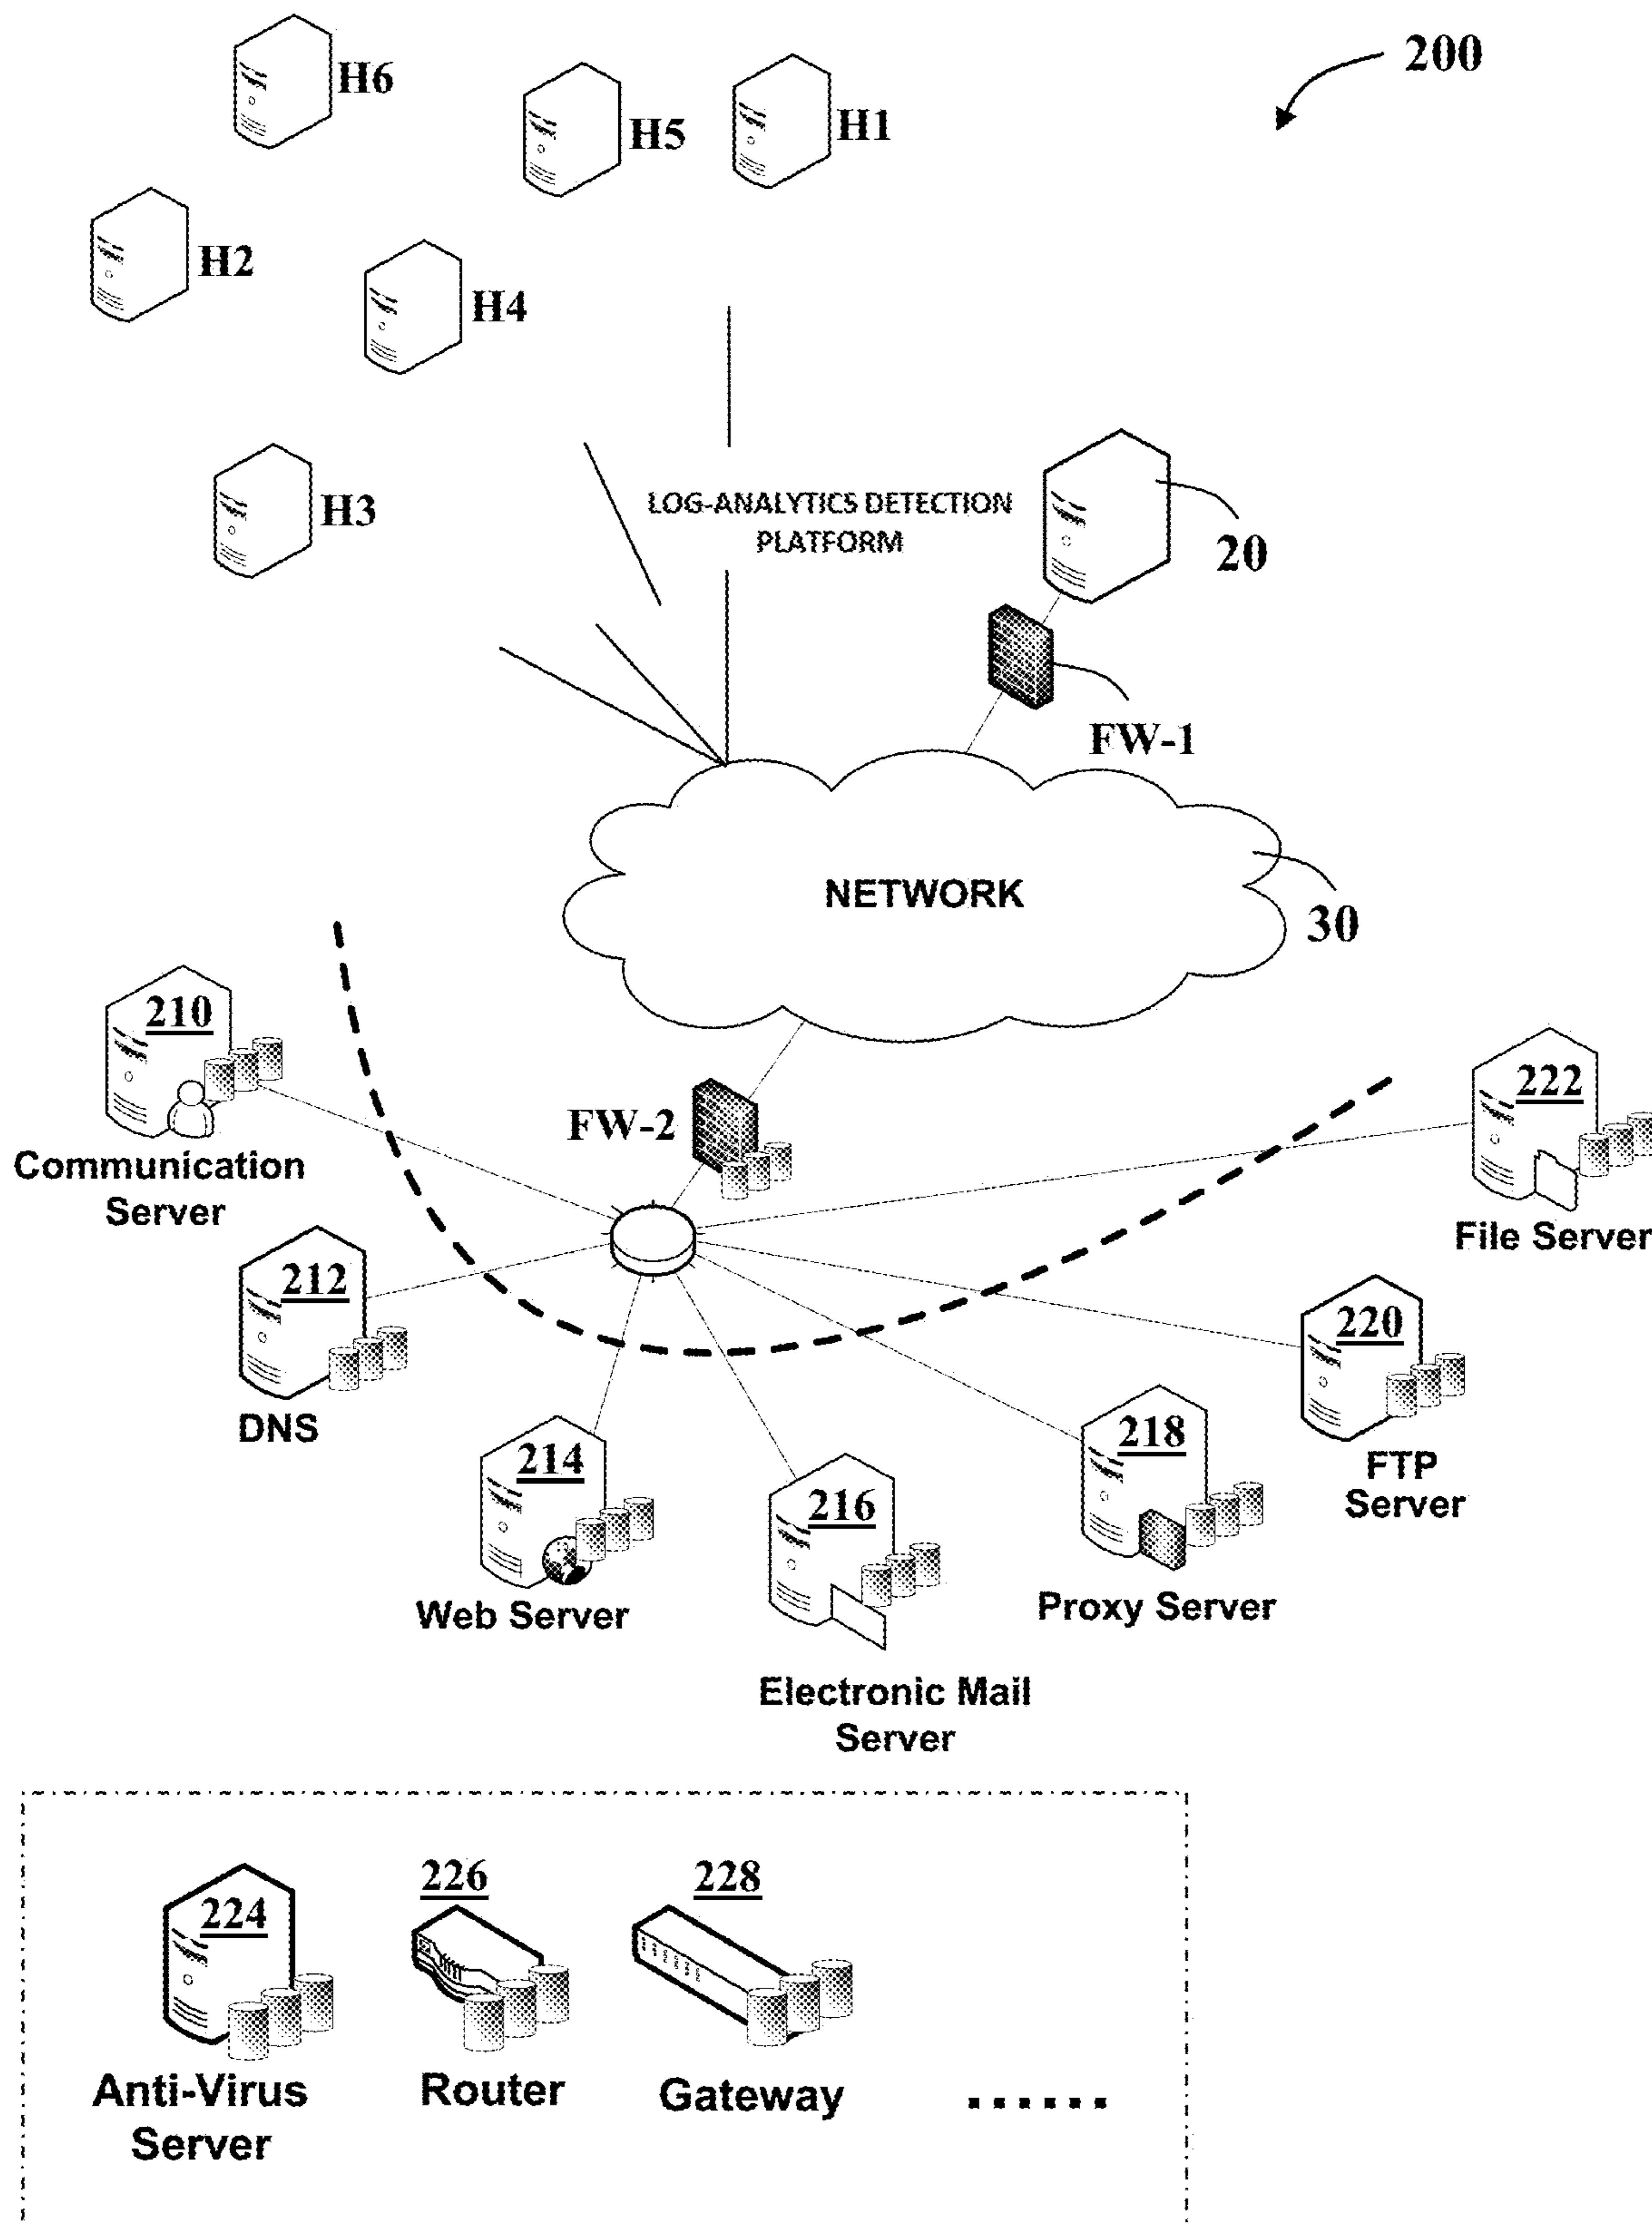 200
H6
H5
H1
H2
H4
H3
LOG-ANALYTICS DETECTION
PLATFORM
20
FW-1
NETWORK
30
210
Communication
Server
FW-2
222
File Server
212
DNS
220
FTP
Server
214
Web Server
216
Electronic Mail
Server
218
Proxy Server
224
Anti-Virus
Server
226
Router
228
Gateway
......